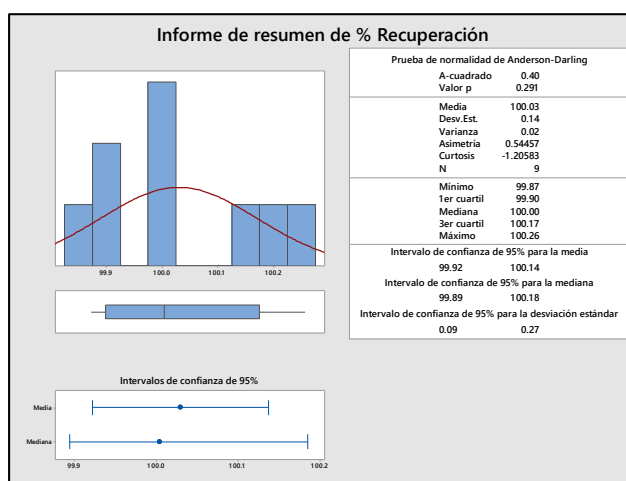 Informe de resumen de % Recuperación
Prueba de normalidad de Anderson-Darling
A-cuadrado 0.40
Valor p 0.291
Media 100.03
Desv.Est. 0.14
Varianza 0.02
Asimetría 0.54457
Curtosis -1.20583
N 9
Mínimo 99.87
1er cuartil 99.90
Mediana 100.00
3er cuartil 100.17
Máximo 100.26
Intervalo de confianza de 95% para la media
99.92 100.14
Intervalo de confianza de 95% para la mediana
99.89 100.18
Intervalo de confianza de 95% para la desviación estándar
0.09 0.27
99.9 100.0 100.1 100.2
Intervalos de confianza de 95%
Media
Mediana
99.9 100.0 100.1 100.2